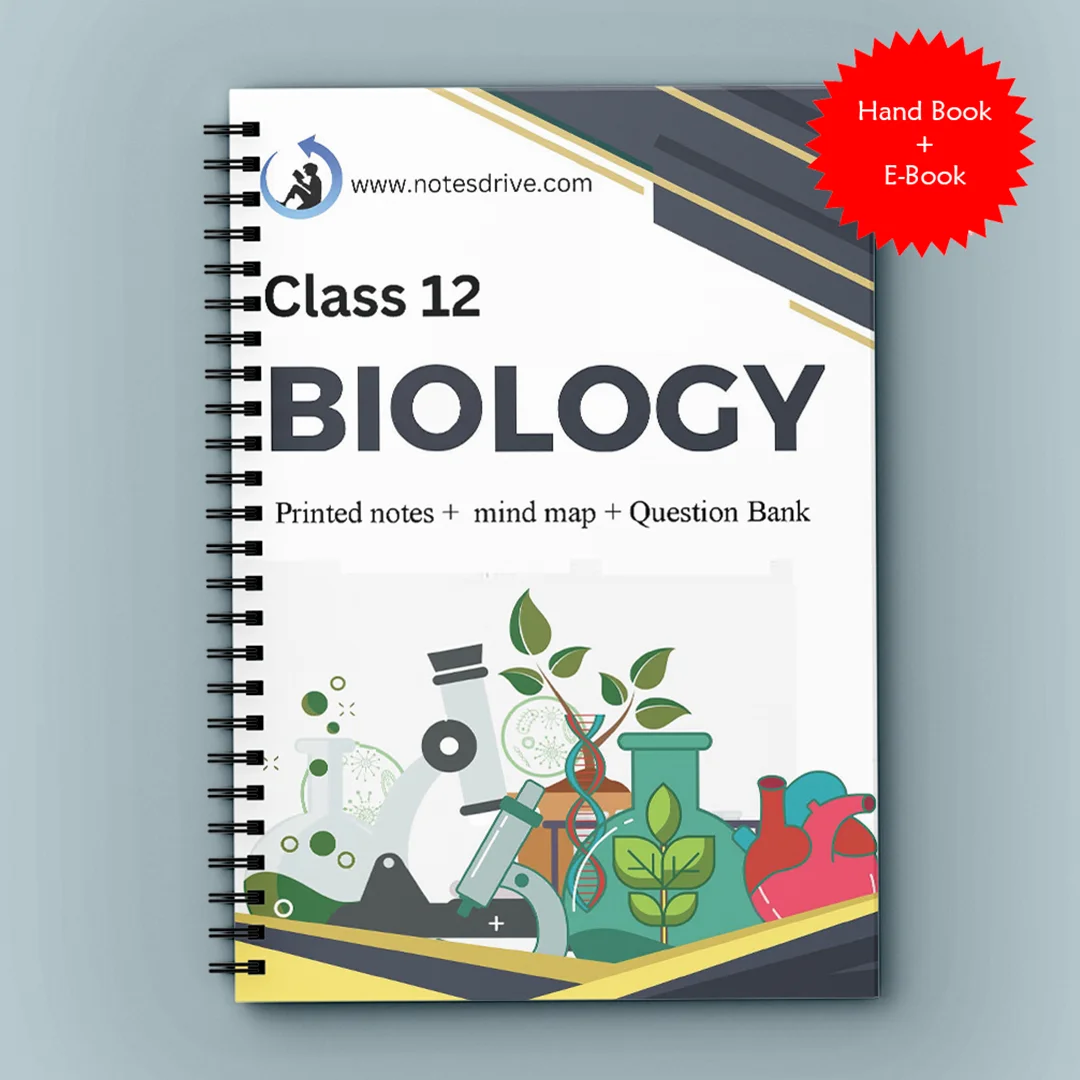 Hand Book
+
E-Book
www.notesdrive.com
Class 12
BIOLOGY
Printed notes + mind map + Question Bank